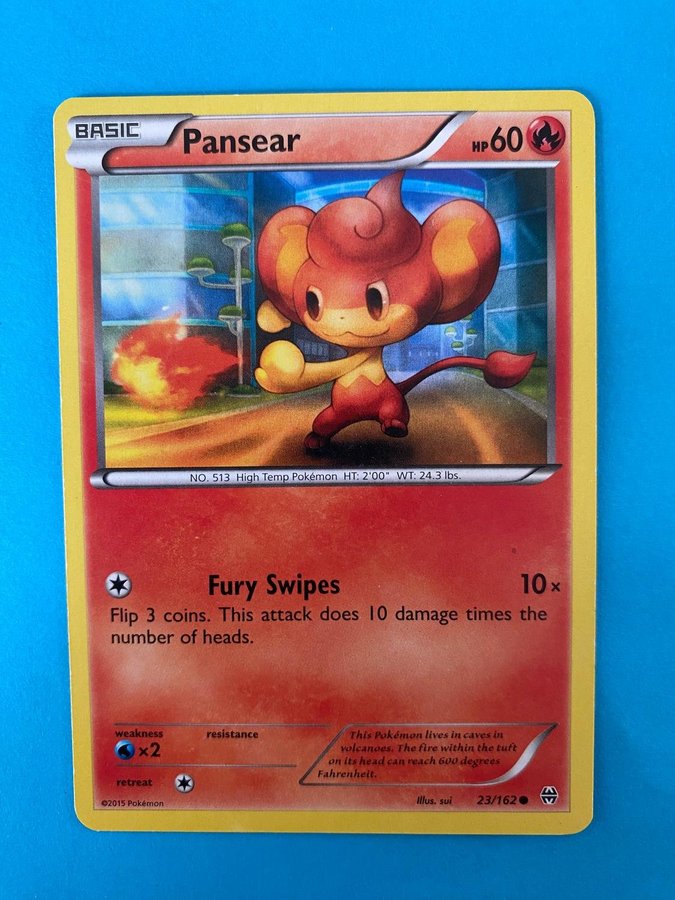 BASIC Pansear HP60
NO. 513 High Temp Pokémon HT: 2'00" WT: 24.3 lbs.
Fury Swipes 10×
Flip 3 coins. This attack does 10 damage times the
number of heads.
weakness resistance
×2
retreat
This Pokémon lives in caves in
volcanoes. The fire within the tuft
on its head can reach 600 degrees
Fahrenheit.
©2015 Pokémon Illus. sui 23/162